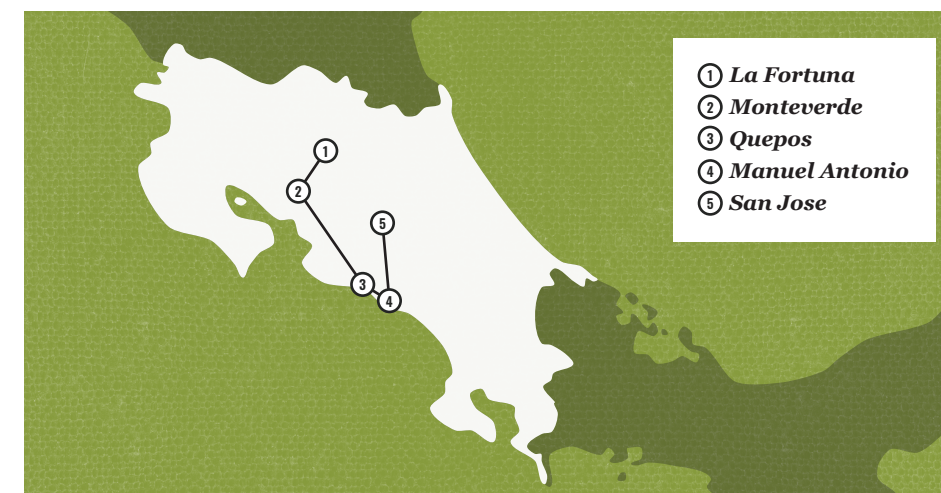 1 La Fortuna
2 Monteverde
3 Quepos
4 Manuel Antonio
5 San Jose
1
2
5
3
4